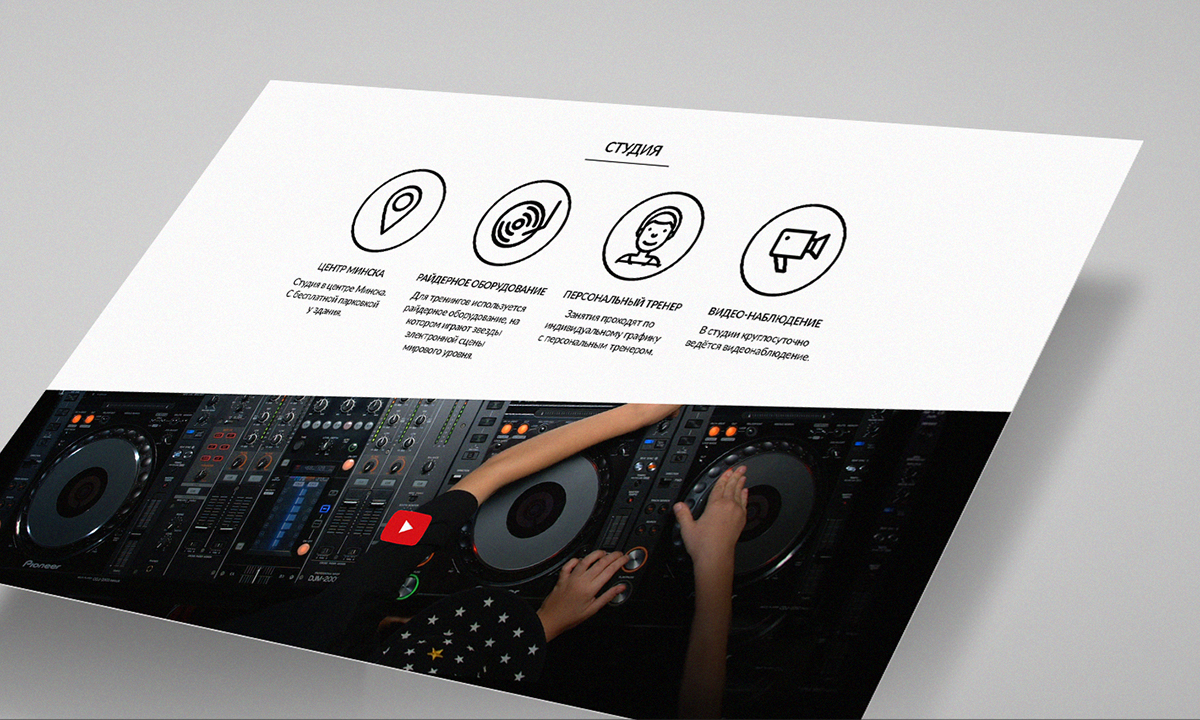 СТУДИЯ
ЦЕНТР МИНСКА
Студия в центре Минска.
С бесплатной парковкой
у здания.
РАЙДЕРНОЕ ОБОРУДОВАНИЕ
Для тренингов используется
райдерное оборудование, на
котором играют звезды
электронной сцены
мирового уровня.
ПЕРСОНАЛЬНЫЙ ТРЕНЕР
Занятия проходят по
индивидуальному графику
с персональным тренером.
ВИДЕО-НАБЛЮДЕНИЕ
В студии круглосуточно
ведётся видеонаблюдение.
Pioneer